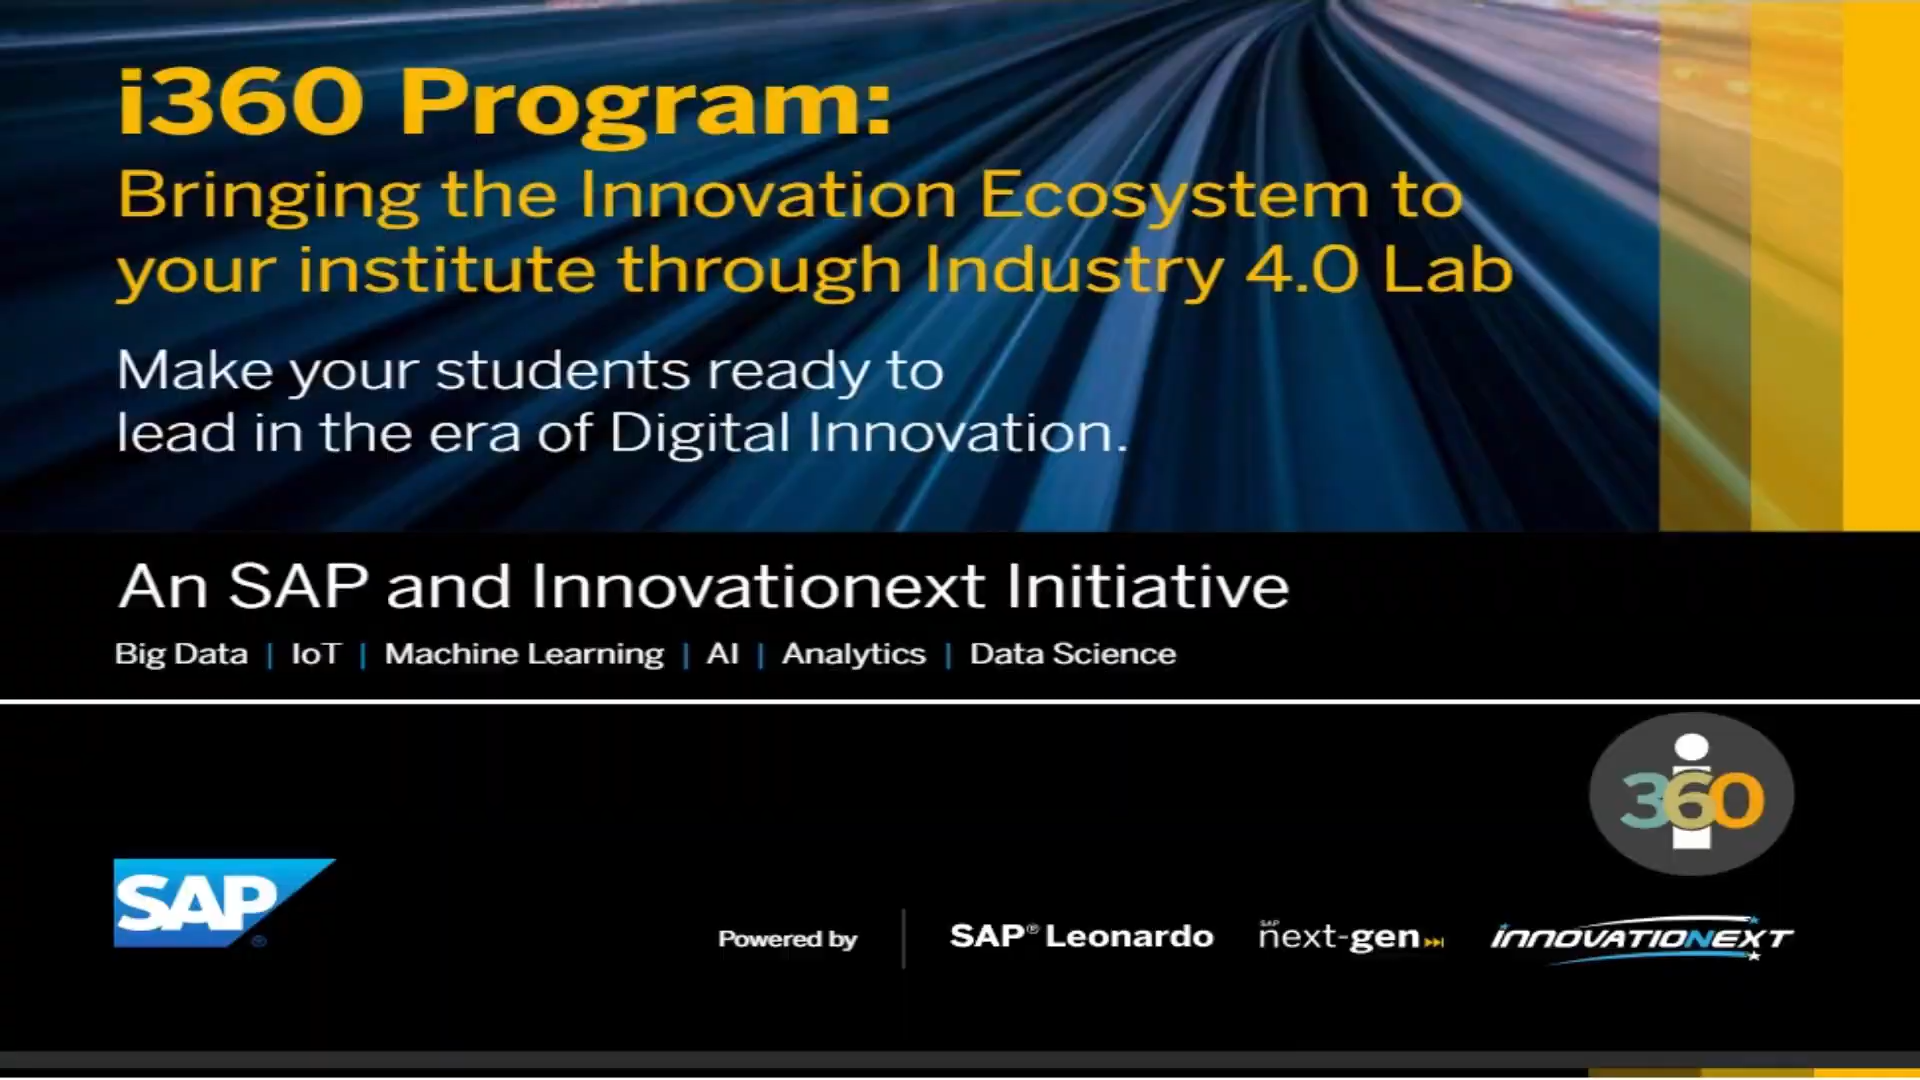 i360 Program:
Bringing the Innovation Ecosystem to
your institute through Industry 4.0 Lab
Make your students ready to
lead in the era of Digital Innovation.
An SAP and Innovationext Initiative
Big Data | IoT | Machine Learning | AI | Analytics | Data Science
i
360
SAP®
Powered by
SAP® Leonardo
SAP
next-gen
INNOVATIONEXT